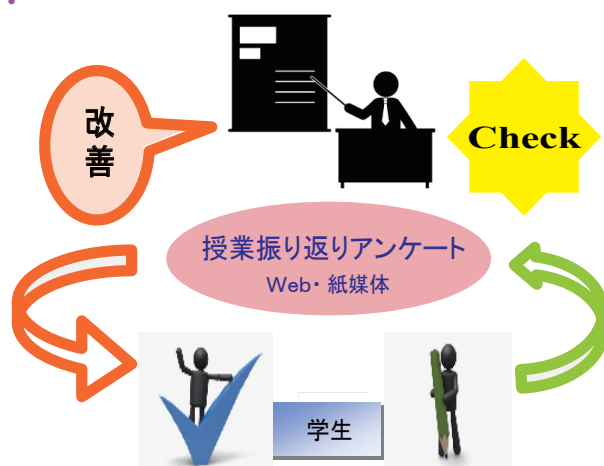 改
善
Check
授業振り返りアンケート
Web・紙媒体
学生